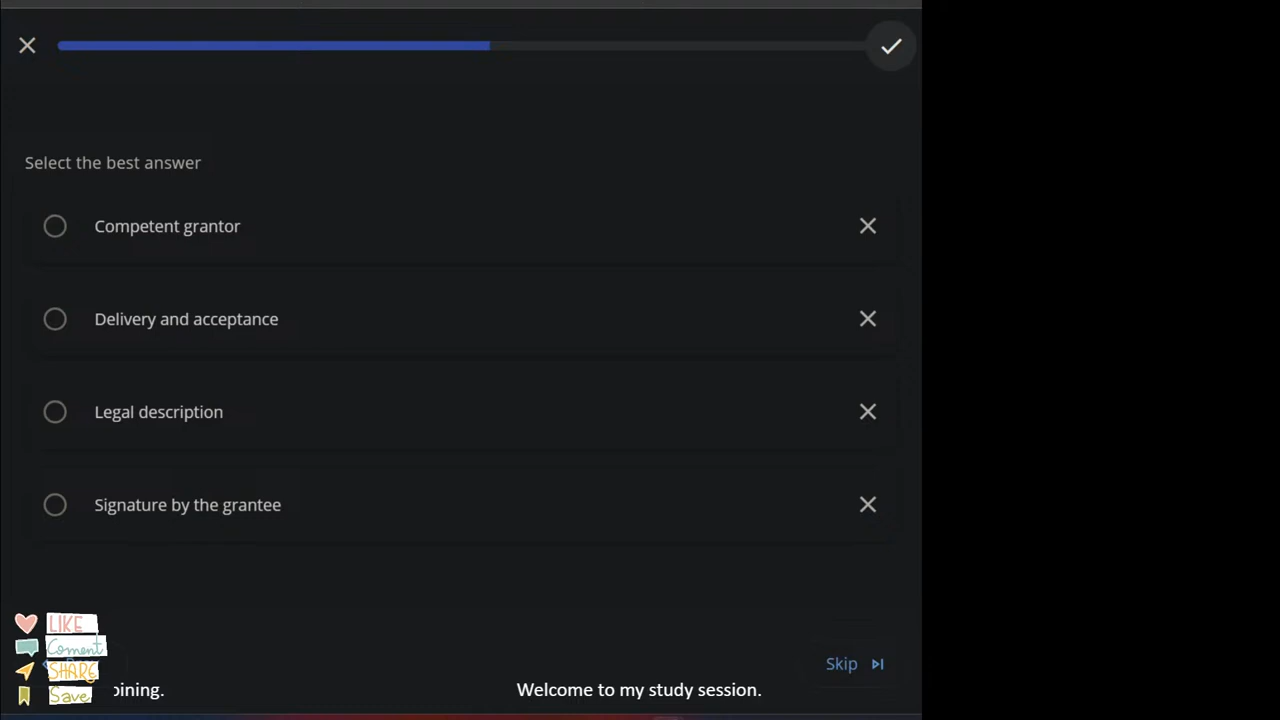 Select the best answer
Competent grantor
Delivery and acceptance
Legal description
Signature by the grantee
LIKE
Coment
Skip
SHARE
Save
oining.
Welcome to my study session.